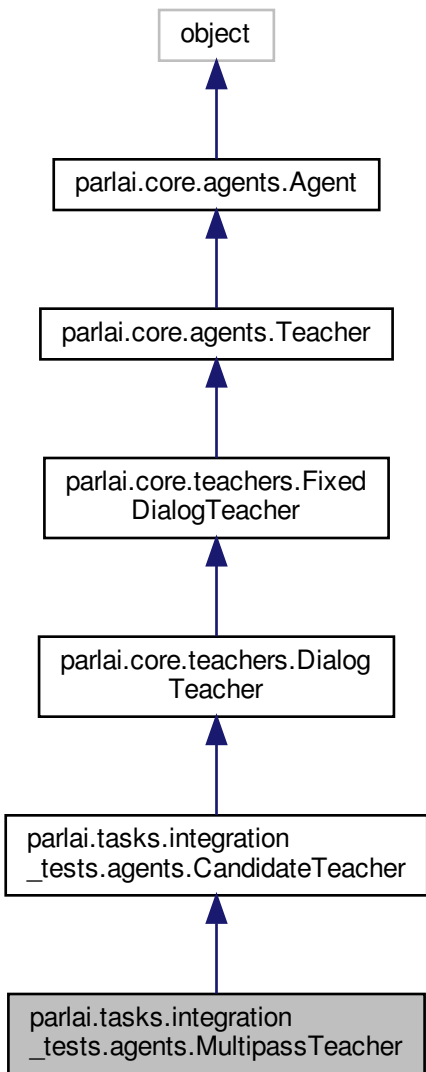 object
parlai.core.agents.Agent
parlai.core.agents.Teacher
parlai.core.teachers.Fixed
DialogTeacher
parlai.core.teachers.Dialog
Teacher
parlai.tasks.integration
_tests.agents.CandidateTeacher
parlai.tasks.integration
_tests.agents.MultipassTeacher